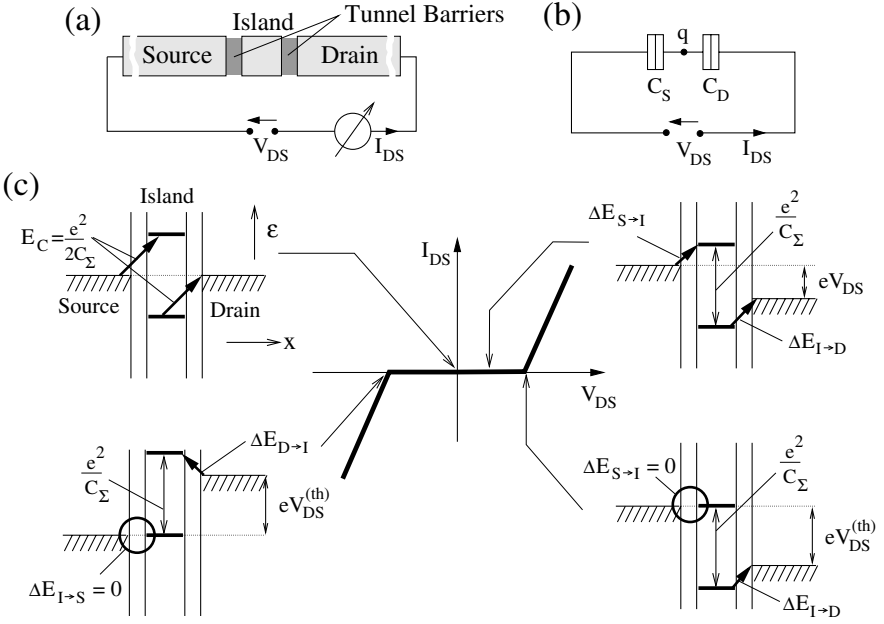 (a)
Island
Tunnel Barriers
Source
Drain
V_DS
I_DS
(b)
q
C_S
C_D
V_DS
I_DS
(c)
Island
E_C = e^2/2C_Σ
ε
Source
Drain
x
I_DS
V_DS
ΔE_S→I
e^2/C_Σ
eV_DS
ΔE_I→D
e^2/C_Σ
ΔE_D→I
eV_DS^(th)
ΔE_I→S = 0
ΔE_S→I = 0
e^2/C_Σ
eV_DS^(th)
ΔE_I→D